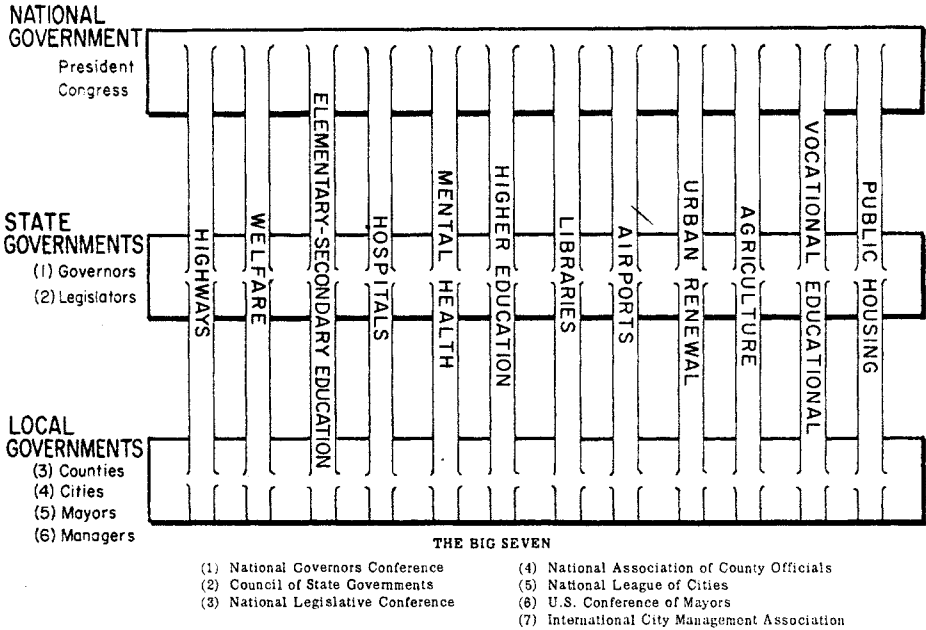 NATIONAL
GOVERNMENT
President
Congress
STATE
GOVERNMENTS
(1) Governors
(2) Legislators
LOCAL
GOVERNMENTS
(3) Counties
(4) Cities
(5) Mayors
(6) Managers
HIGHWAYS
WELFARE
ELEMENTARY-SECONDARY EDUCATION
HOSPITALS
MENTAL HEALTH
HIGHER EDUCATION
LIBRARIES
AIRPORTS
URBAN RENEWAL
AGRICULTURE
VOCATIONAL EDUCATIONAL
PUBLIC HOUSING
THE BIG SEVEN
(1) National Governors Conference
(2) Council of State Governments
(3) National Legislative Conference
(4) National Association of County Officials
(5) National League of Cities
(6) U.S. Conference of Mayors
(7) International City Management Association